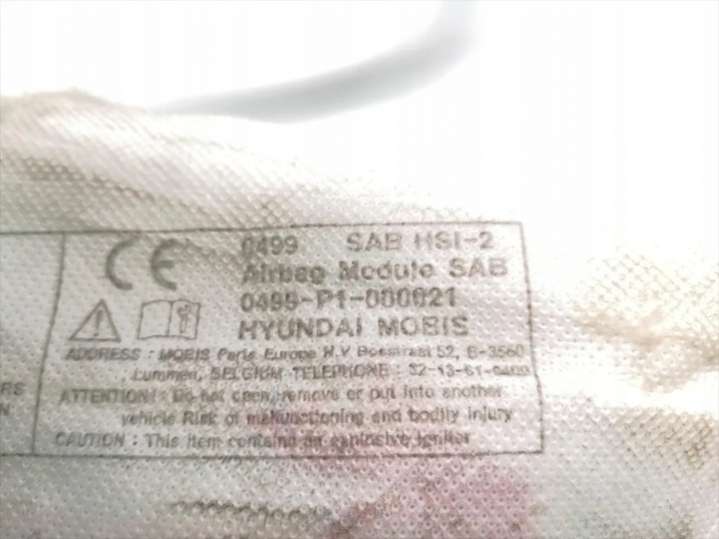 CE 0499 SAB HSI-2
Airbag Module SAB
0499-P1-000021
HYUNDAI MOBIS
ADDRESS : MOBIS Parts Europe N.V Bosstraat 52, B-3560
Lummen, BELGIUM TELEPHONE : 32-13-61-0400
ATTENTION : Do not open, remove or put into another
vehicle Risk of malfunctioning and bodily injury
CAUTION : This item contains an explosive igniter
RS
N